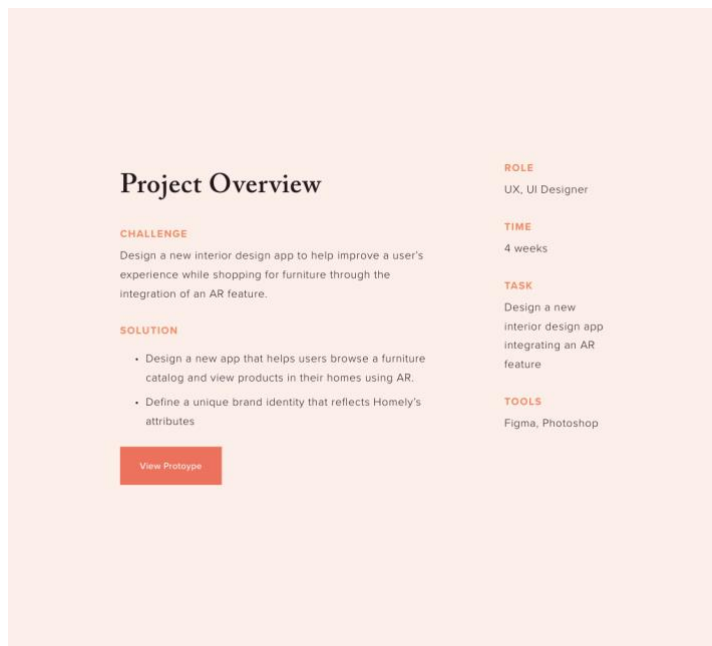 Project Overview
CHALLENGE
Design a new interior design app to help improve a user's
experience while shopping for furniture through the
integration of an AR feature.
SOLUTION
• Design a new app that helps users browse a furniture
catalog and view products in their homes using AR.
• Define a unique brand identity that reflects Homely's
attributes
View Protoype
ROLE
UX, UI Designer
TIME
4 weeks
TASK
Design a new
interior design app
integrating an AR
feature
TOOLS
Figma, Photoshop